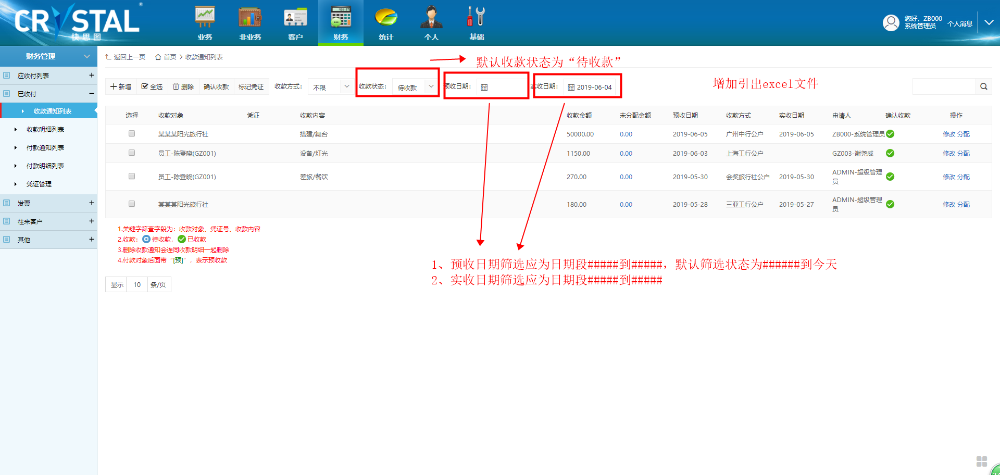 CRYSTAL®
快思图
业务
非业务
客户
财务
统计
个人
基础
您好，ZB000
系统管理员
个人消息
财务管理
应收付列表 +
已收付 −
收款通知列表
收款明细列表
付款通知列表
付款明细列表
凭证管理
发票 +
往来客户 +
其他 +
返回上一页 首页 > 收款通知列表
默认收款状态为“待收款”
新增 全选 删除 确认收款 标记凭证 收款方式： 不限 收款状态： 待收款 预收日期： 实收日期： 2019-06-04
增加引出excel文件
选择 收款对象 凭证 收款内容 收款金额 未分配金额 预收日期 收款方式 实收日期 申请人 确认收款 操作
某某某阳光旅行社 搭建/舞台 50000.00 0.00 2019-06-05 广州中行公户 2019-06-05 ZB000-系统管理员 修改 分配
员工-陈登晓(GZ001) 设备/灯光 1150.00 0.00 2019-06-03 上海工行公户 GZ003-谢尧威 修改 分配
员工-陈登晓(GZ001) 差旅/餐饮 270.00 0.00 2019-05-30 会奖旅行社公户 2019-05-30 ADMIN-超级管理员 修改 分配
某某某阳光旅行社 180.00 0.00 2019-05-28 三亚工行公户 2019-05-27 ADMIN-超级管理员 修改 分配
1.关键字筛查字段为：收款对象、凭证号、收款内容
2.收款： 待收款， 已收款
3.删除收款通知会连同收款明细一起删除
4.付款对象后面带“[预]”，表示预收款
1、预收日期筛选应为日期段#####到#####，默认筛选状态为######到今天
2、实收日期筛选应为日期段#####到#####
显示 10 条/页